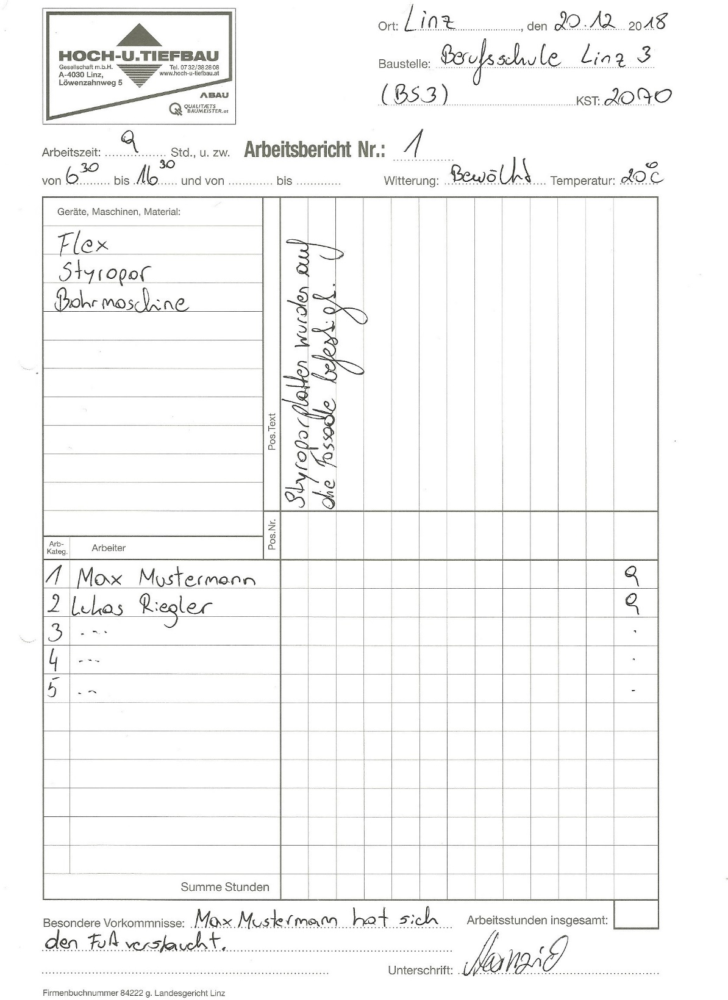 HOCH-U.TIEFBAU
Gesellschaft m.b.H.
A-4030 Linz,
Löwenzahnweg 5
Tel. 07 32/38 28 08
www.hoch-u-tiefbau.at
ABAU
QUALITÆTS
BAUMEISTER.at
Ort: Linz, den 20.12 2018
Baustelle: Berufsschule Linz 3
(BS3) KST: 2070
Arbeitszeit: 9 Std., u. zw. Arbeitsbericht Nr.: 1
von 6³⁰ bis 16³⁰ und von bis Witterung: Bewölkt Temperatur: 20°C
Geräte, Maschinen, Material:
Flex
Styropor
Bohrmaschine
Pos.Text
Styroporplatten wurden auf
die Fassade befestigt.
Pos.Nr.
Arb-
Kateg.
Arbeiter
1 Max Mustermann 9
2 Lukas Riegler 9
3 --- -
4 --- -
5 -- -
Summe Stunden
Besondere Vorkommnisse: Max Mustermann hat sich
den Fuß verstaucht.
Arbeitsstunden insgesamt:
Unterschrift:
Firmenbuchnummer 84222 g. Landesgericht Linz